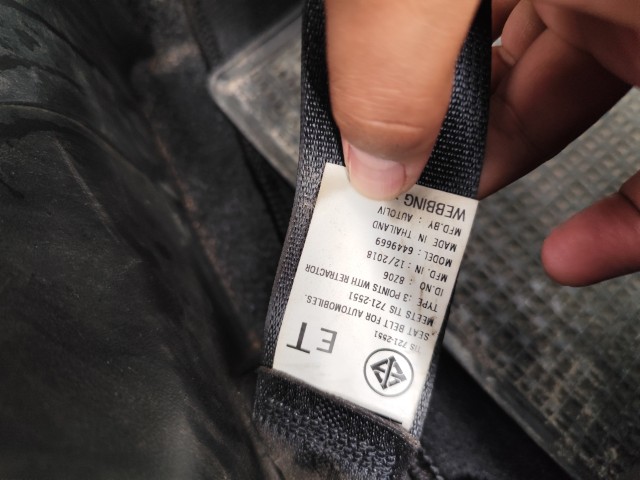 TIS 721-2551
ET
SEAT BELT FOR AUTOMOBILES.
MEETS TIS 721-2551
TYPE :3 POINTS WITH RETRACTOR
ID.NO : 8206
MFD. IN : 12/2018
MODEL : 6449669
MADE IN THAILAND
MFD.BY : AUTOLIV
WEBBING